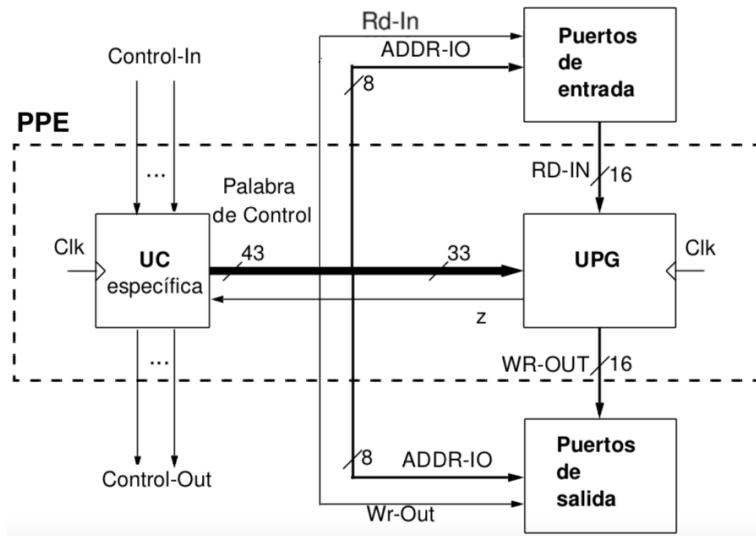 Rd-In
ADDR-IO
8
Puertos
de
entrada
Control-In
PPE
...
RD-IN
16
Palabra
de Control
Clk
UC
específica
43
33
UPG
Clk
z
...
WR-OUT
16
8
ADDR-IO
Puertos
de
salida
Control-Out
Wr-Out